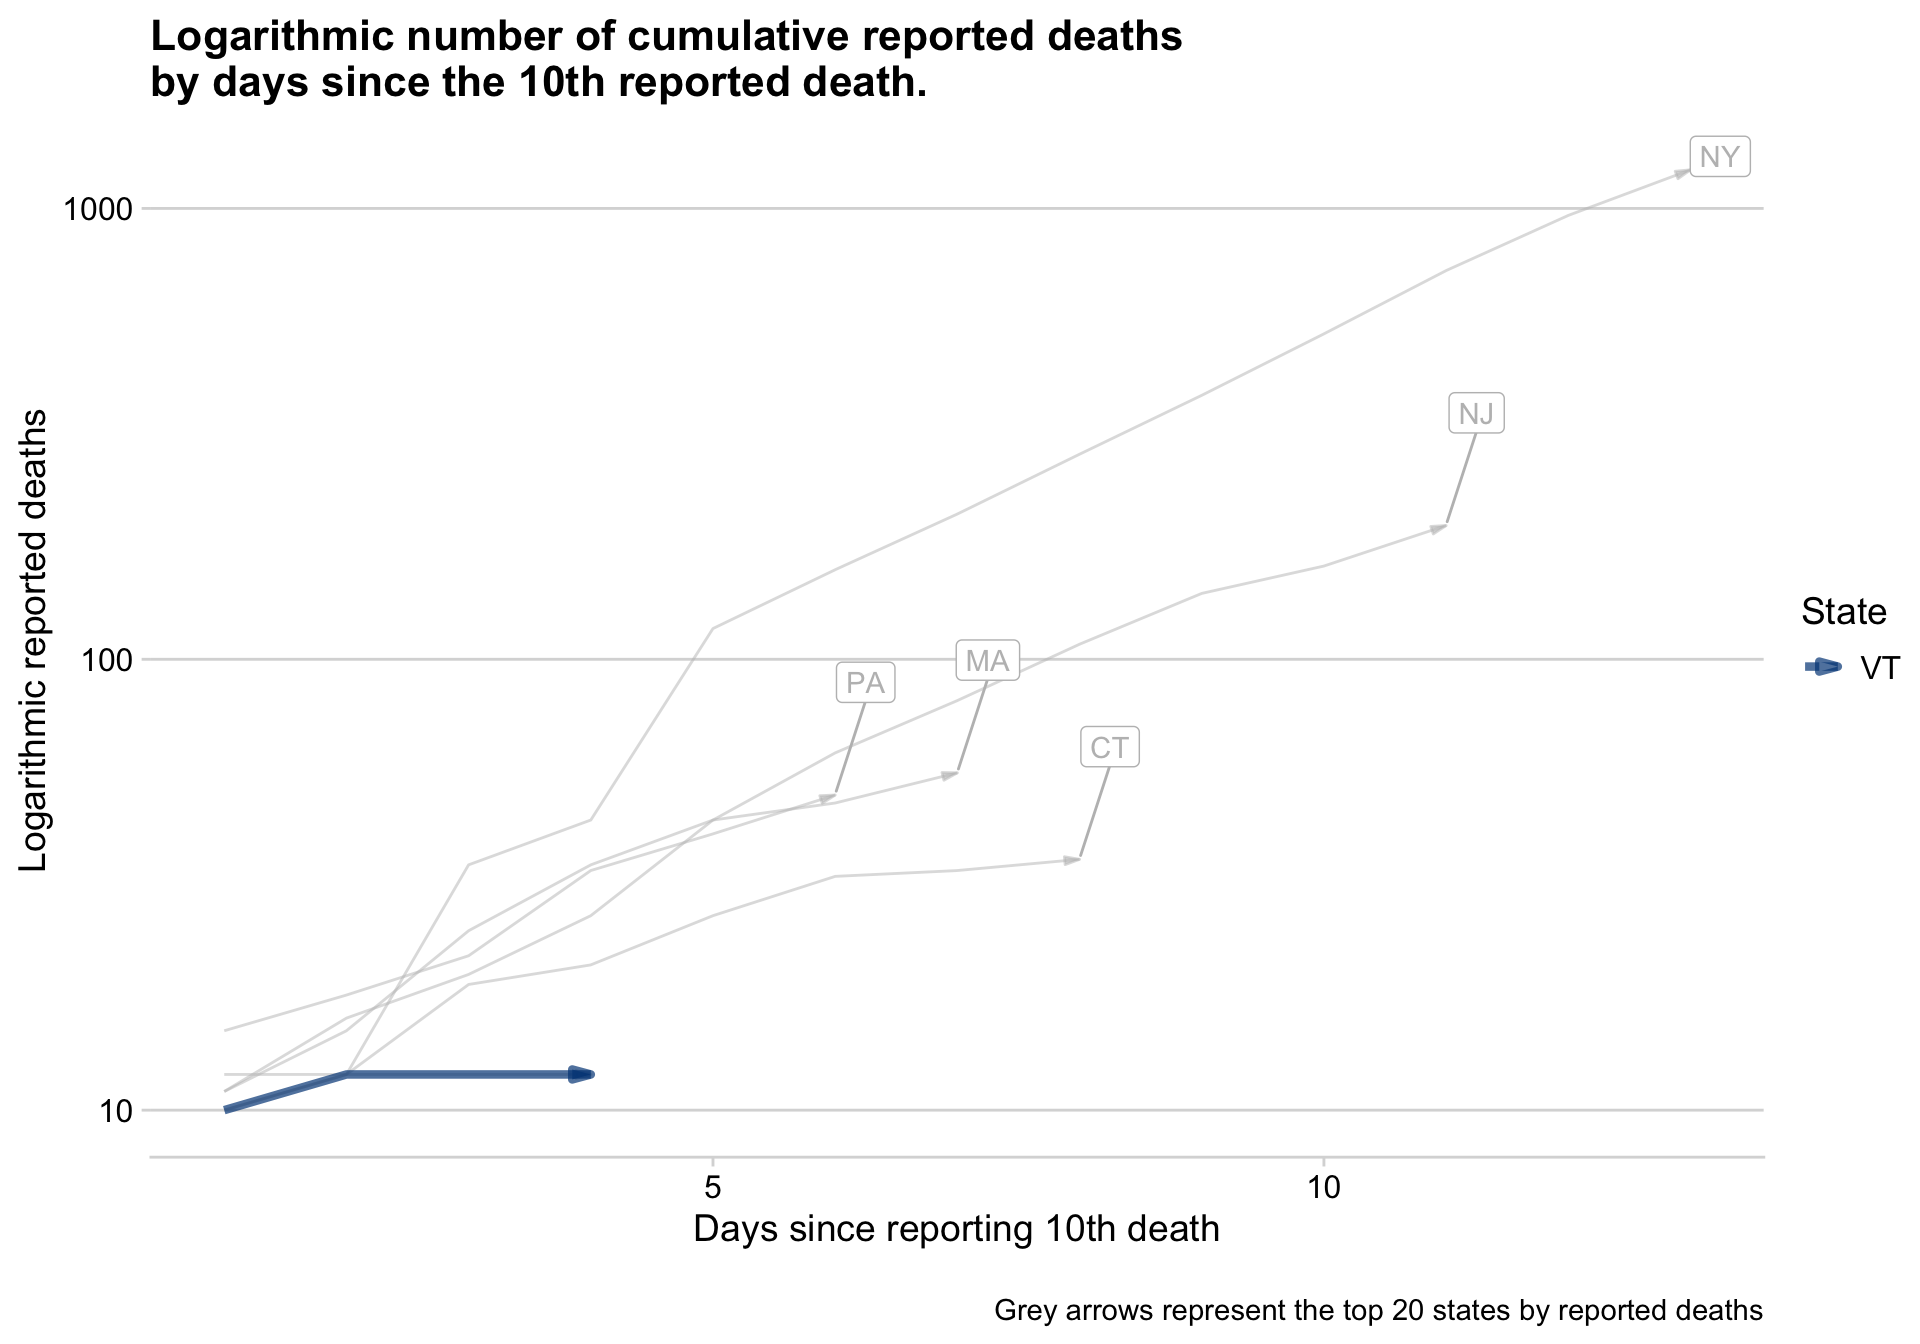 Logarithmic number of cumulative reported deaths
by days since the 10th reported death.
NY
1000
NJ
Logarithmic reported deaths
State
VT
100
MA
PA
CT
10
5
10
Days since reporting 10th death
Grey arrows represent the top 20 states by reported deaths